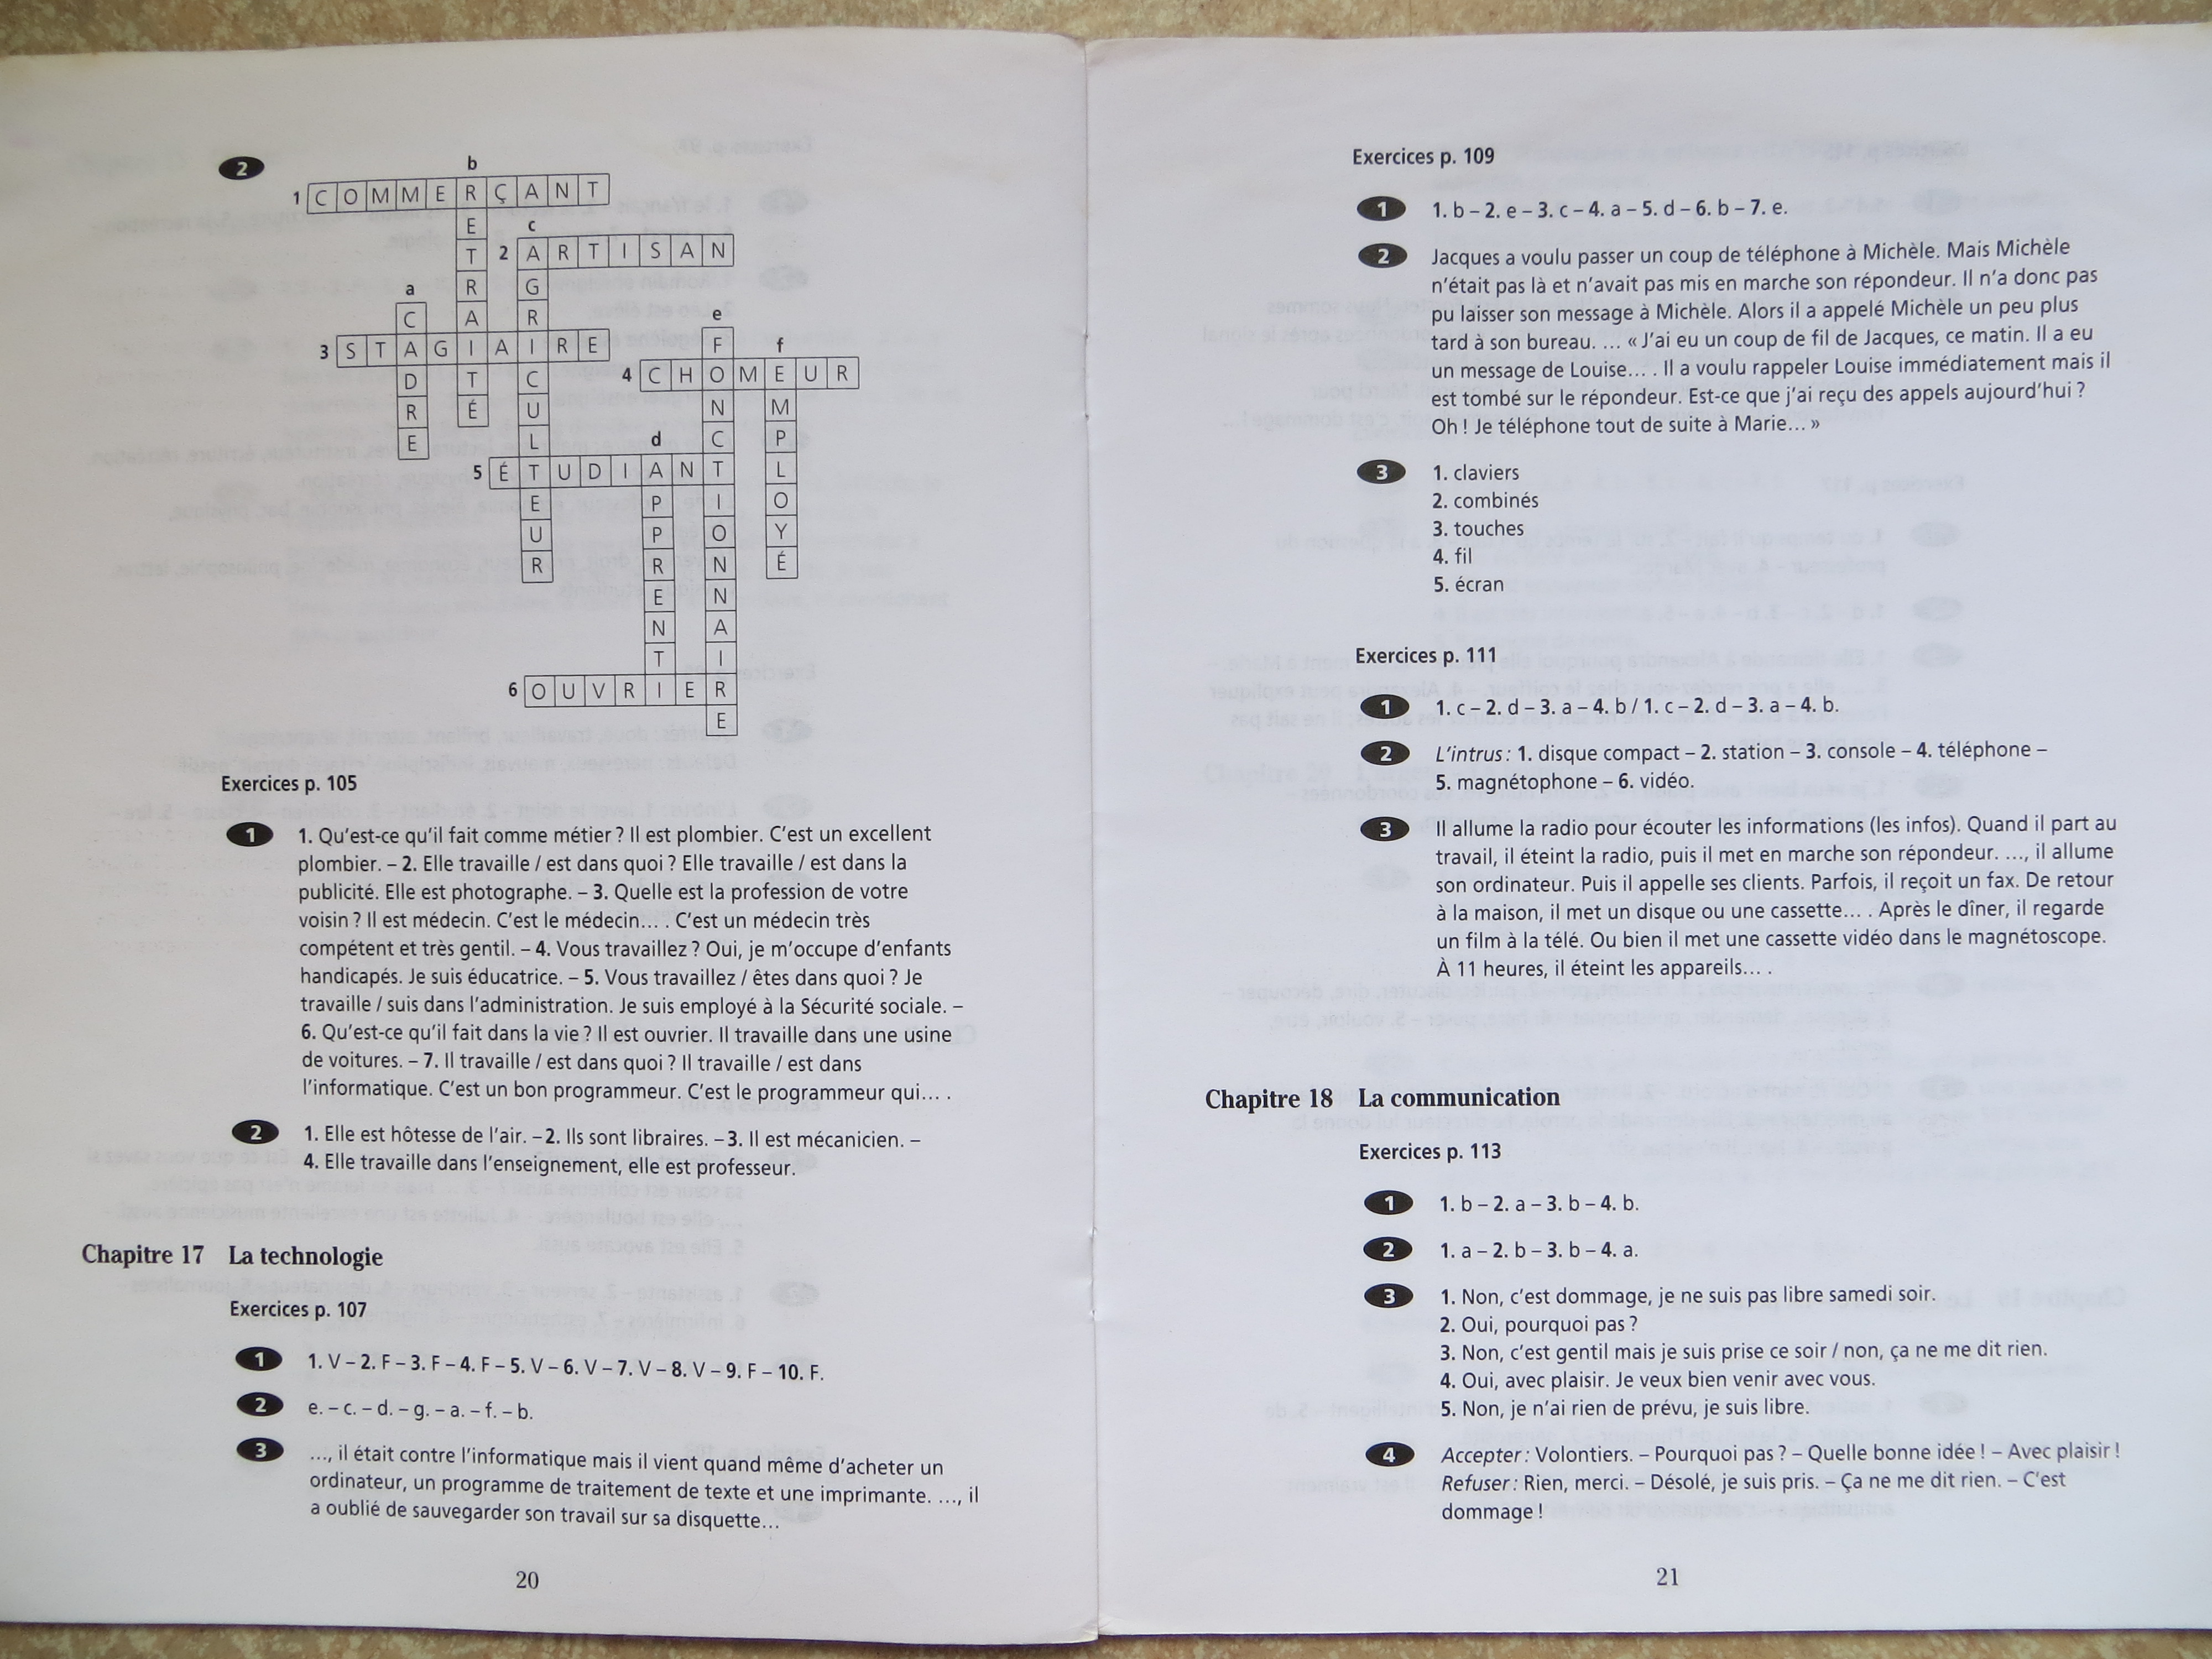 2
b
1 C O M M E R Ç A N T
E c
T 2 A R T I S A N
a R G
C A R e
3 S T A G I A I R E F f
D T C 4 C H O M E U R
R É U N M
E L d C P
5 É T U D I A N T L
E P I O
U P O Y
R R N É
E N
N A
T I
6 O U V R I E R
E
Exercices p. 105
1 1. Qu'est-ce qu'il fait comme métier ? Il est plombier. C'est un excellent
plombier. – 2. Elle travaille / est dans quoi ? Elle travaille / est dans la
publicité. Elle est photographe. – 3. Quelle est la profession de votre
voisin ? Il est médecin. C'est le médecin… . C'est un médecin très
compétent et très gentil. – 4. Vous travaillez ? Oui, je m'occupe d'enfants
handicapés. Je suis éducatrice. – 5. Vous travaillez / êtes dans quoi ? Je
travaille / suis dans l'administration. Je suis employé à la Sécurité sociale. –
6. Qu'est-ce qu'il fait dans la vie ? Il est ouvrier. Il travaille dans une usine
de voitures. – 7. Il travaille / est dans quoi ? Il travaille / est dans
l'informatique. C'est un bon programmeur. C'est le programmeur qui… .
2 1. Elle est hôtesse de l'air. – 2. Ils sont libraires. – 3. Il est mécanicien. –
4. Elle travaille dans l'enseignement, elle est professeur.
Chapitre 17 La technologie
Exercices p. 107
1 1. V – 2. F – 3. F – 4. F – 5. V – 6. V – 7. V – 8. V – 9. F – 10. F.
2 e. – c. – d. – g. – a. – f. – b.
3 …, il était contre l'informatique mais il vient quand même d'acheter un
ordinateur, un programme de traitement de texte et une imprimante. …, il
a oublié de sauvegarder son travail sur sa disquette…
20
Exercices p. 109
1 1. b – 2. e – 3. c – 4. a – 5. d – 6. b – 7. e.
2 Jacques a voulu passer un coup de téléphone à Michèle. Mais Michèle
n'était pas là et n'avait pas mis en marche son répondeur. Il n'a donc pas
pu laisser son message à Michèle. Alors il a appelé Michèle un peu plus
tard à son bureau. … « J'ai eu un coup de fil de Jacques, ce matin. Il a eu
un message de Louise… . Il a voulu rappeler Louise immédiatement mais il
est tombé sur le répondeur. Est-ce que j'ai reçu des appels aujourd'hui ?
Oh ! Je téléphone tout de suite à Marie… »
3 1. claviers
2. combinés
3. touches
4. fil
5. écran
Exercices p. 111
1 1. c – 2. d – 3. a – 4. b / 1. c – 2. d – 3. a – 4. b.
2 L'intrus : 1. disque compact – 2. station – 3. console – 4. téléphone –
5. magnétophone – 6. vidéo.
3 Il allume la radio pour écouter les informations (les infos). Quand il part au
travail, il éteint la radio, puis il met en marche son répondeur. …, il allume
son ordinateur. Puis il appelle ses clients. Parfois, il reçoit un fax. De retour
à la maison, il met un disque ou une cassette… . Après le dîner, il regarde
un film à la télé. Ou bien il met une cassette vidéo dans le magnétoscope.
À 11 heures, il éteint les appareils… .
Chapitre 18 La communication
Exercices p. 113
1 1. b – 2. a – 3. b – 4. b.
2 1. a – 2. b – 3. b – 4. a.
3 1. Non, c'est dommage, je ne suis pas libre samedi soir.
2. Oui, pourquoi pas ?
3. Non, c'est gentil mais je suis prise ce soir / non, ça ne me dit rien.
4. Oui, avec plaisir. Je veux bien venir avec vous.
5. Non, je n'ai rien de prévu, je suis libre.
4 Accepter : Volontiers. – Pourquoi pas ? – Quelle bonne idée ! – Avec plaisir !
Refuser : Rien, merci. – Désolé, je suis pris. – Ça ne me dit rien. – C'est
dommage !
21